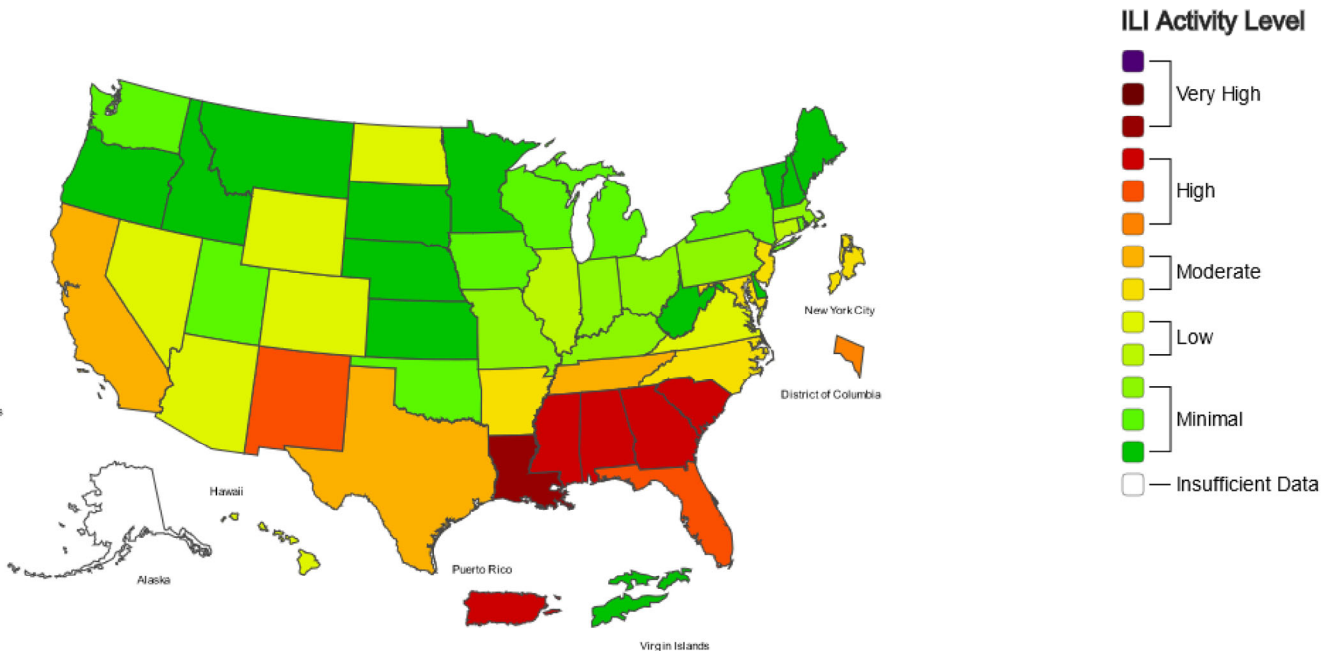 ILI Activity Level
Very High
High
Moderate
Low
Minimal
Insufficient Data
New York City
District of Columbia
Hawaii
Alaska
Puerto Rico
Virgin Islands